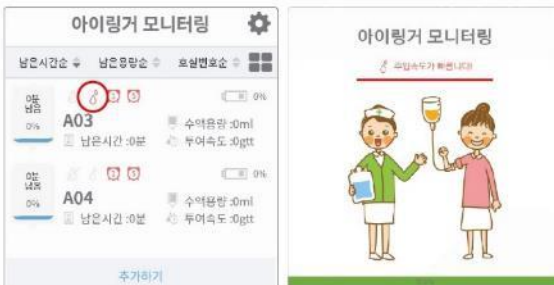 아이링거 모니터링
남은시간순 남은용량순 호실번호순
0분
남음
0%
0%
A03
수액용량 :0ml
남은시간 :0분
투여속도 :0gtt
0분
남음
0%
0%
A04
수액용량 :0ml
남은시간 :0분
투여속도 :0gtt
추가하기
아이링거 모니터링
주입속도가 빠릅니다!